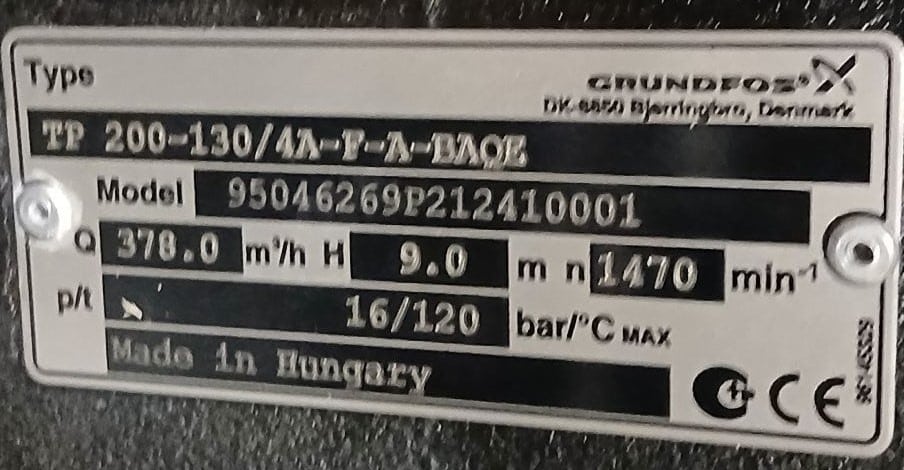 Type
GRUNDFOS
DK-8850 Bjerringbro, Denmark
TP 200-130/4A-F-A-BAQE
Model 95046269P212410001
Q 378.0 m³/h H 9.0 m n 1470 min⁻¹
p/t 16/120 bar/°C MAX
Made in Hungary
CE